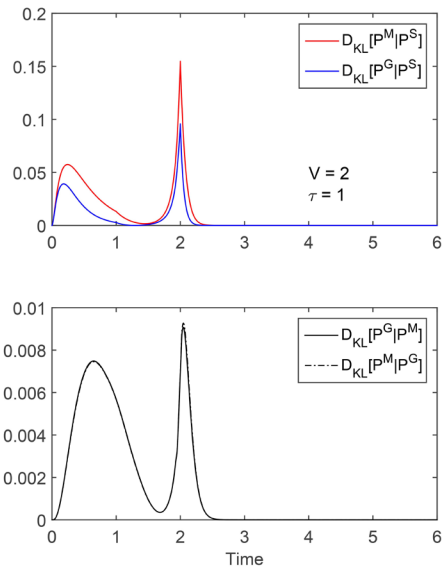 0.2
0.15
0.1
0.05
0
D_KL[P^M|P^S]
D_KL[P^G|P^S]
V = 2
τ = 1
0 1 2 3 4 5 6
0.01
0.008
0.006
0.004
0.002
0
D_KL[P^G|P^M]
D_KL[P^M|P^G]
0 1 2 3 4 5 6
Time